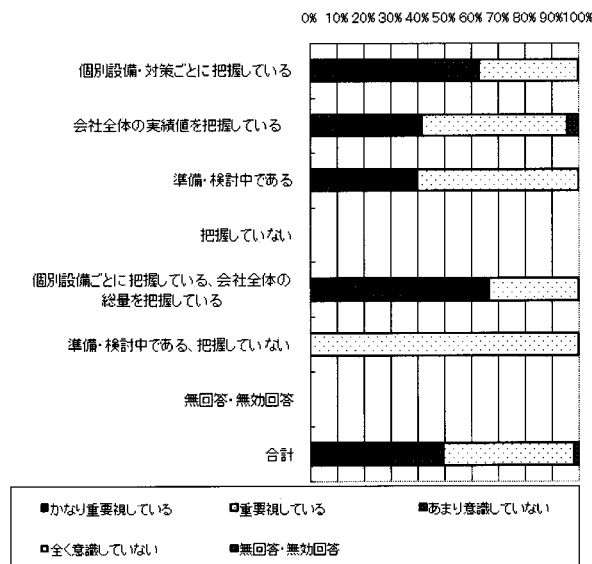 0% 10% 20% 30% 40% 50% 60% 70% 80% 90%100%
個別設備・対策ごとに把握している
会社全体の実績値を把握している
準備・検討中である
把握していない
個別設備ごとに把握している、会社全体の
総量を把握している
準備・検討中である、把握していない
無回答・無効回答
合計
かなり重要視している 重要視している あまり意識していない
全く意識していない 無回答・無効回答